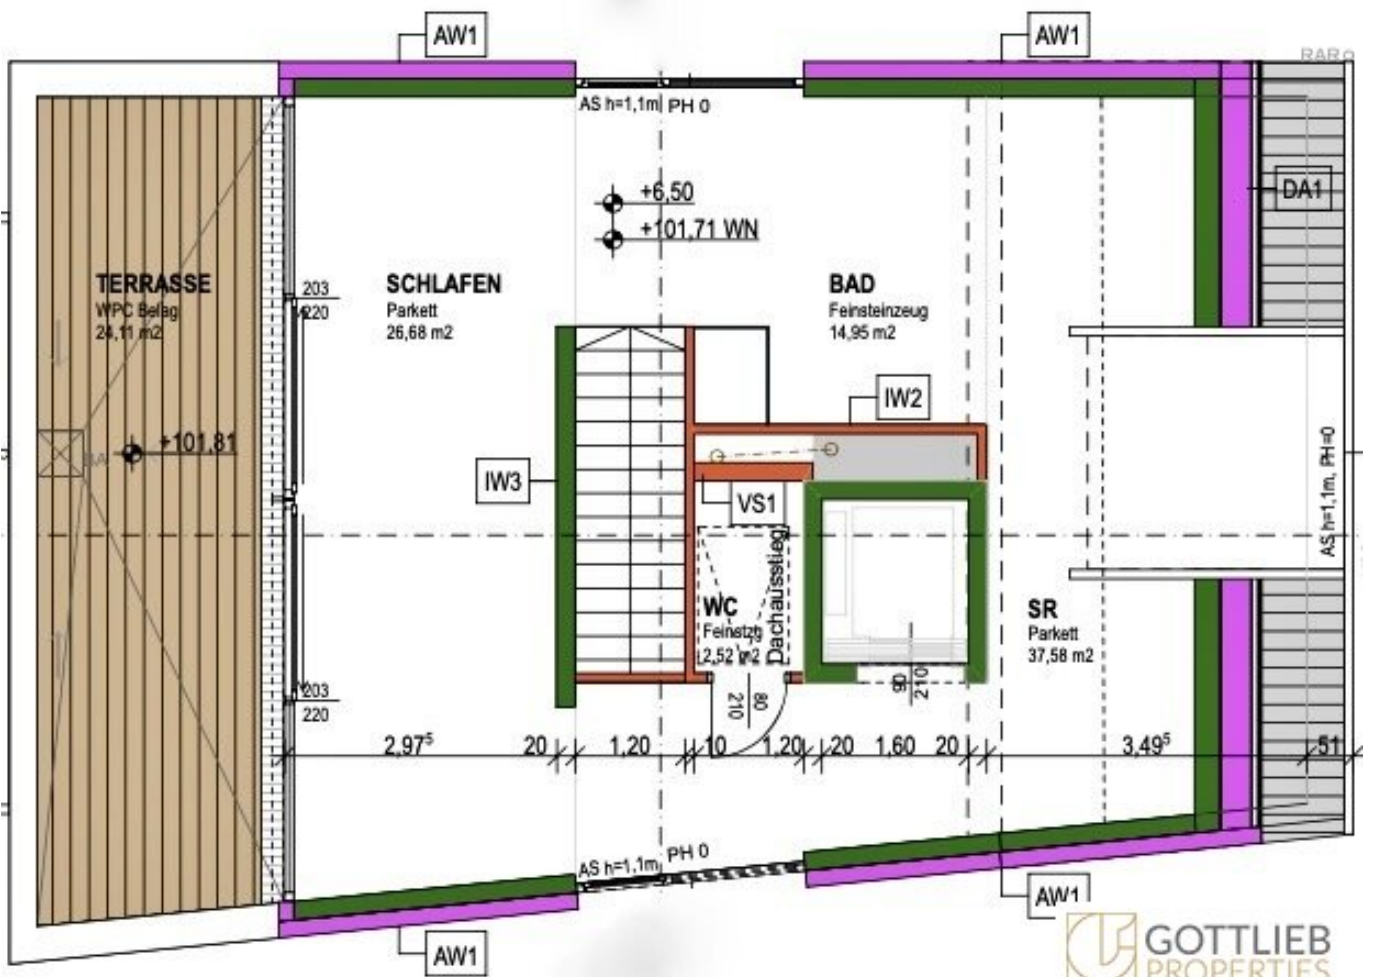 AW1
AW1
RAR
AS h=1,1m
PH 0
DA1
+6,50
+101,71 WN
TERRASSE
WPC Belag
24,11 m2
203
220
SCHLAFEN
Parkett
26,68 m2
BAD
Feinsteinzeug
14,95 m2
IW2
+101,81
IW3
VS1
AS h=1,1m, PH=0
Dachausstieg
WC
Feinstzg
2,52 m2
SR
Parkett
37,58 m2
90
210
80
210
203
220
2,97⁵
20
1,20
10
1,20
20
1,60
20
3,49⁵
51
AS h=1,1m
PH 0
AW1
AW1
GOTTLIEB
PROPERTIES